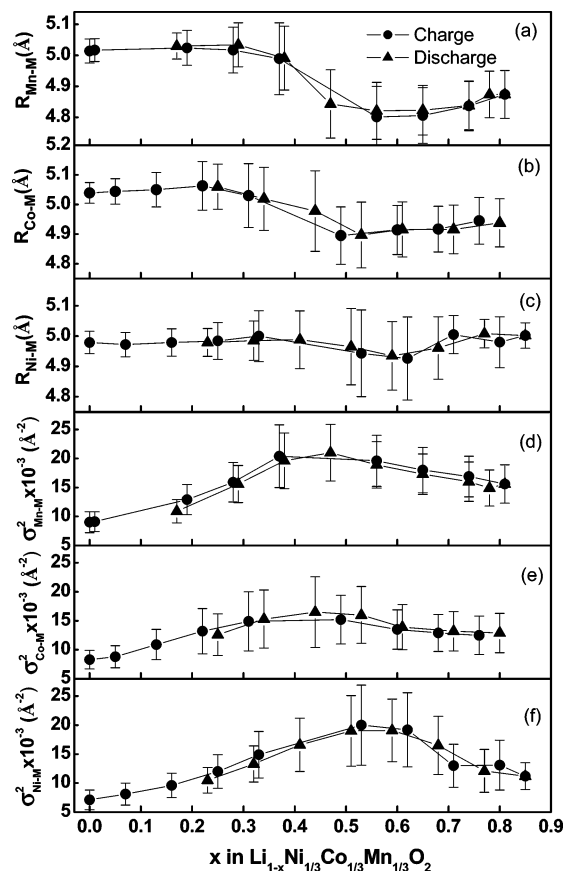 5.1
5.0
4.9
4.8
5.2
R_Mn-M(Å)
(a)
Charge
Discharge
5.1
5.0
4.9
4.8
R_Co-M(Å)
(b)
5.1
5.0
4.9
4.8
R_Ni-M(Å)
(c)
25
20
15
10
5
σ²_Mn-M x10⁻³ (Å⁻²)
(d)
25
20
15
10
5
σ²_Co-M x10⁻³ (Å⁻²)
(e)
25
20
15
10
5
σ²_Ni-M x10⁻³ (Å⁻²)
(f)
0.0 0.1 0.2 0.3 0.4 0.5 0.6 0.7 0.8 0.9
x in Li₁₋ₓNi₁/₃Co₁/₃Mn₁/₃O₂